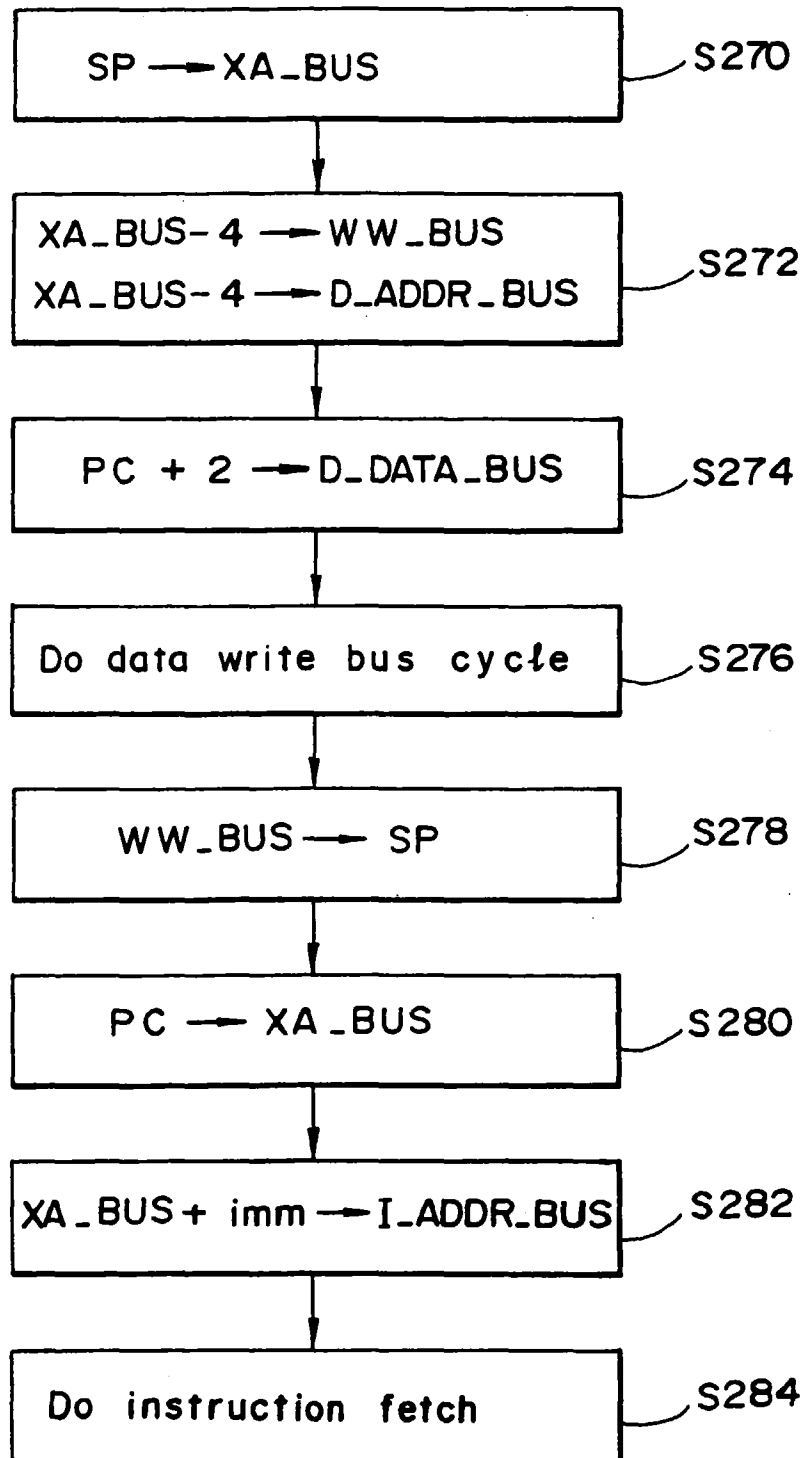 SP → XA_BUS
S270
XA_BUS-4 → WW_BUS
XA_BUS-4 → D_ADDR_BUS
S272
PC + 2 → D_DATA_BUS
S274
Do data write bus cycle
S276
WW_BUS → SP
S278
PC → XA_BUS
S280
XA_BUS + imm → I_ADDR_BUS
S282
Do instruction fetch
S284